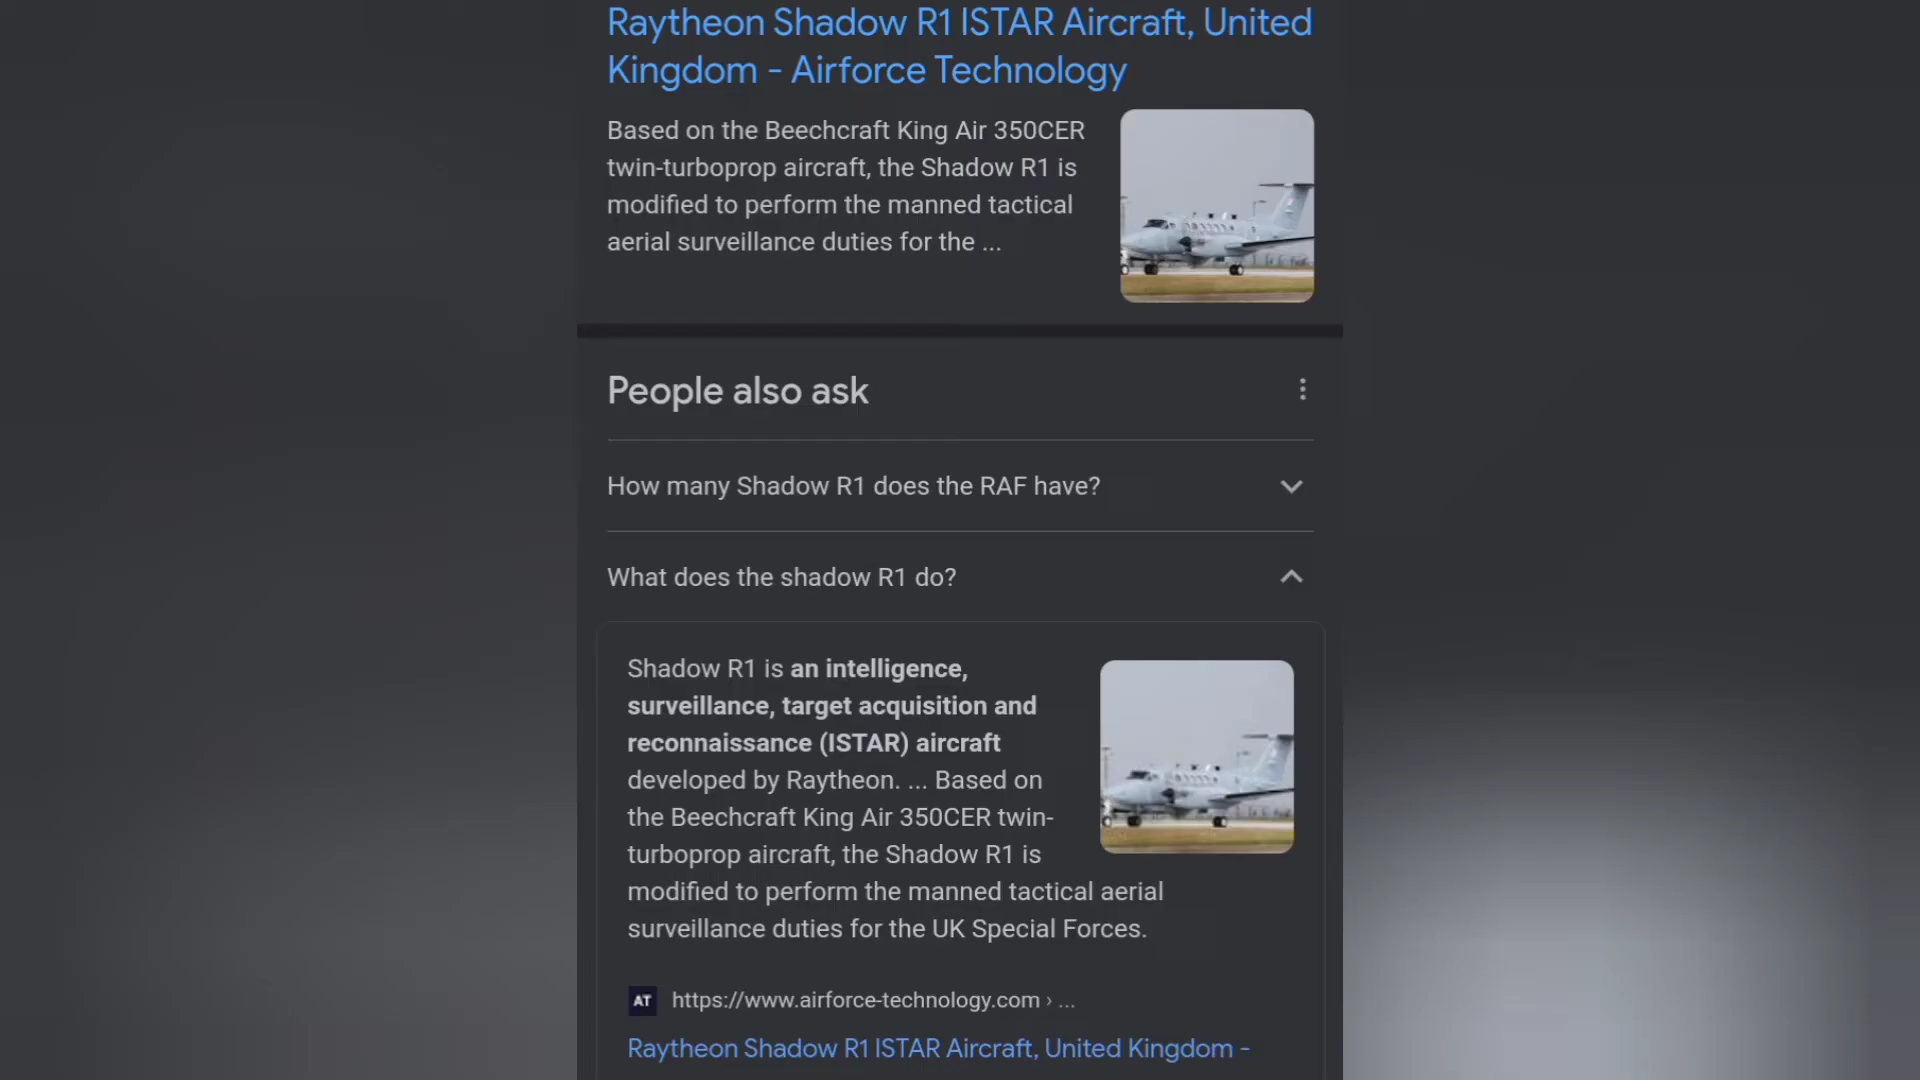 Raytheon Shadow R1 ISTAR Aircraft, United
Kingdom - Airforce Technology
Based on the Beechcraft King Air 350CER
twin-turboprop aircraft, the Shadow R1 is
modified to perform the manned tactical
aerial surveillance duties for the ...
People also ask
How many Shadow R1 does the RAF have?
What does the shadow R1 do?
Shadow R1 is an intelligence,
surveillance, target acquisition and
reconnaissance (ISTAR) aircraft
developed by Raytheon. ... Based on
the Beechcraft King Air 350CER twin-
turboprop aircraft, the Shadow R1 is
modified to perform the manned tactical aerial
surveillance duties for the UK Special Forces.
AT https://www.airforce-technology.com › ...
Raytheon Shadow R1 ISTAR Aircraft, United Kingdom -